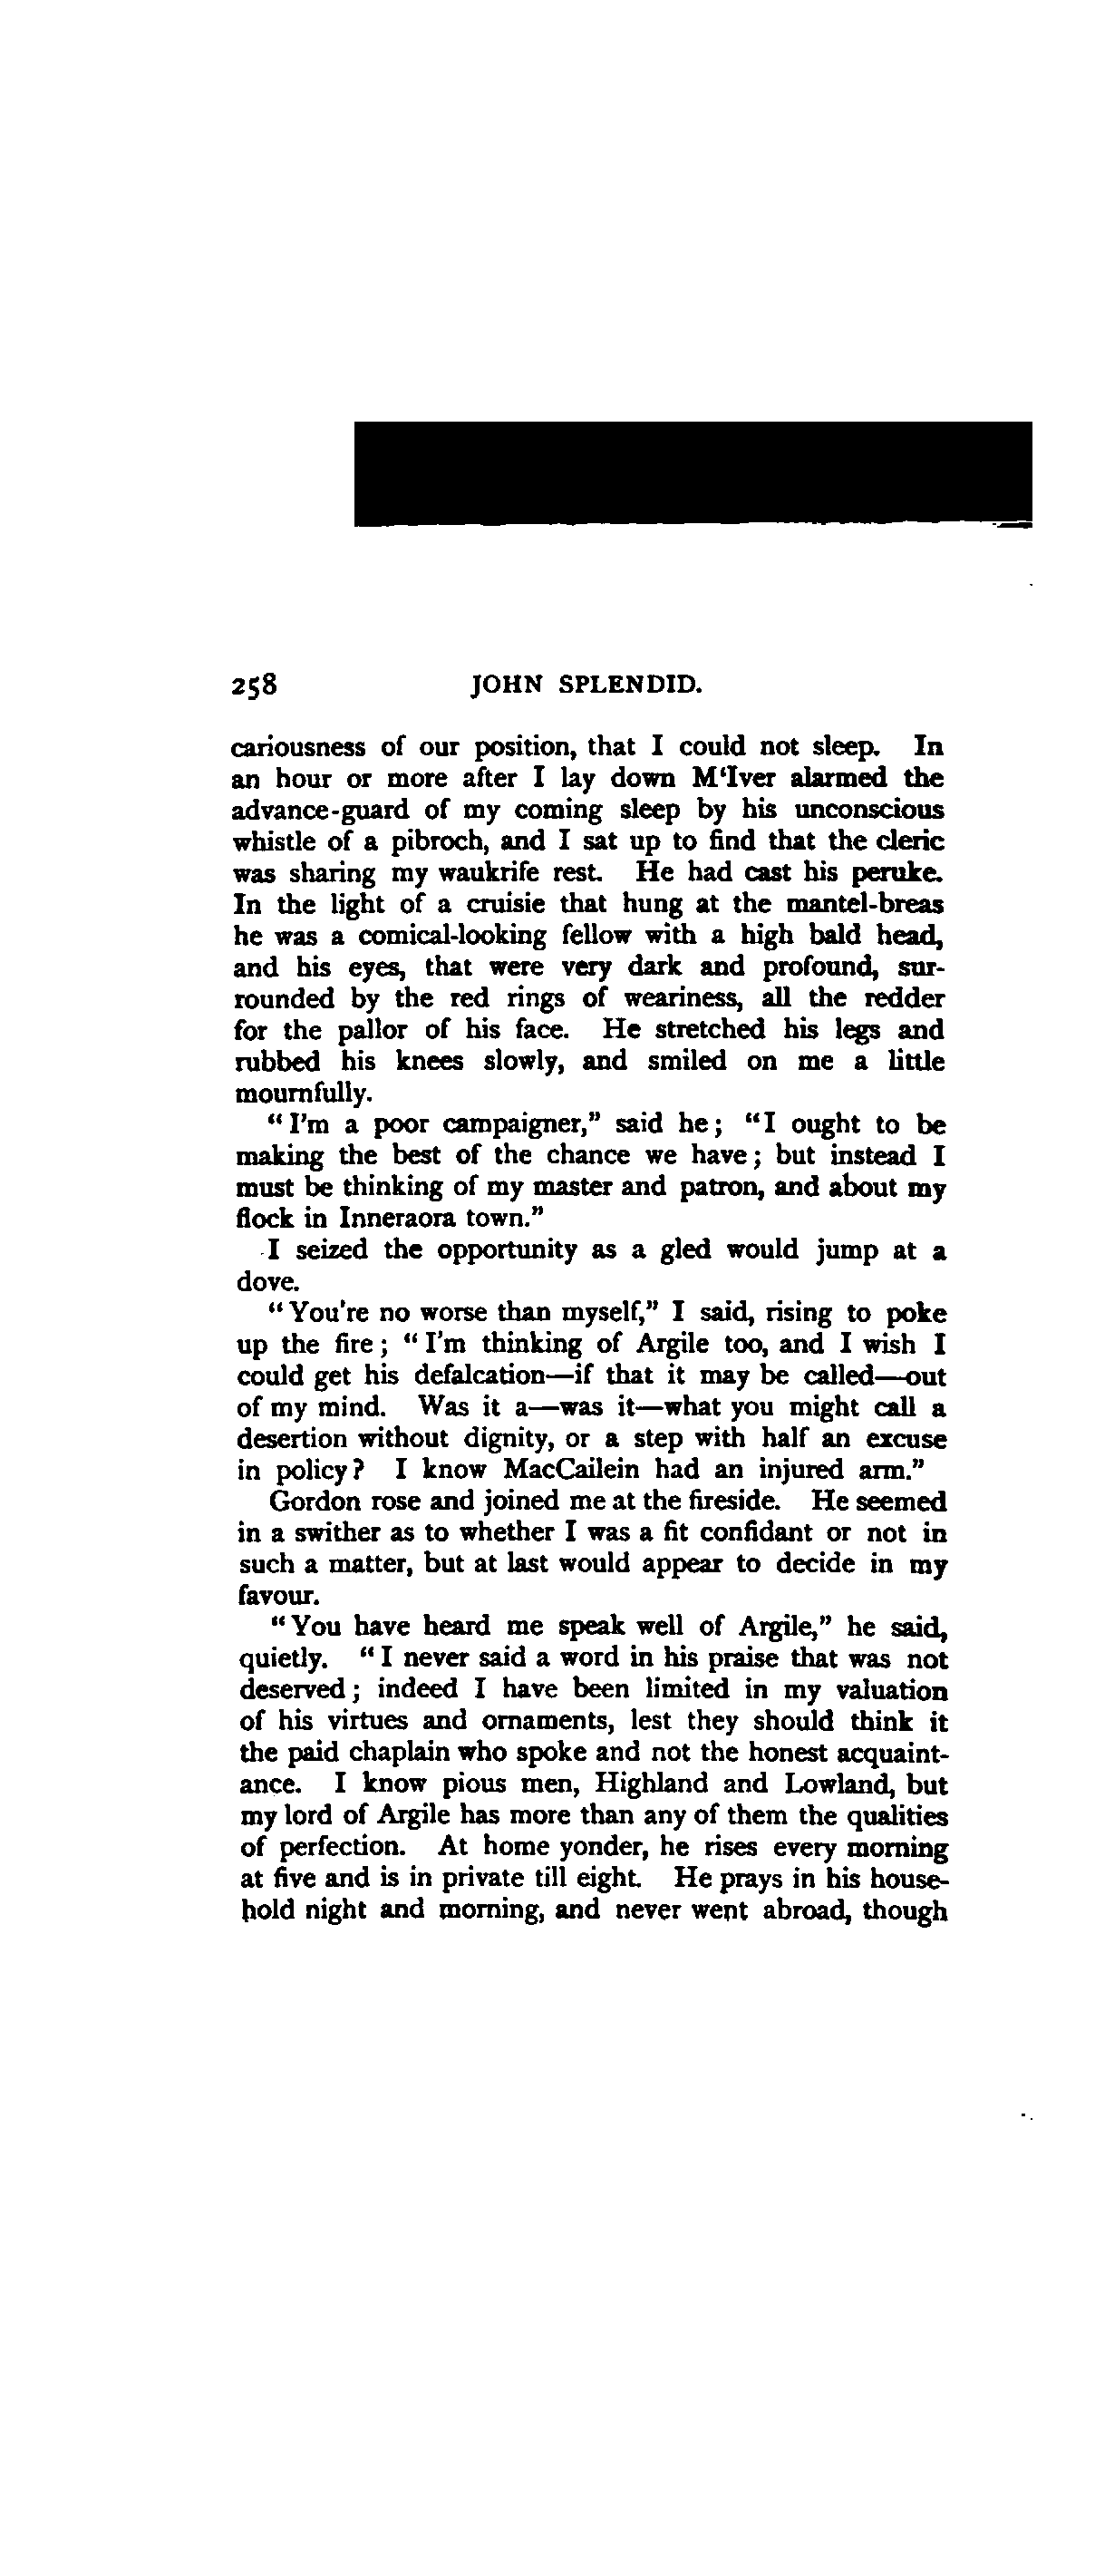 258 JOHN SPLENDID.
cariousness of our position, that I could not sleep. In
an hour or more after I lay down M‘Iver alarmed the
advance-guard of my coming sleep by his unconscious
whistle of a pibroch, and I sat up to find that the cleric
was sharing my waukrife rest. He had cast his peruke.
In the light of a cruisie that hung at the mantel-breas
he was a comical-looking fellow with a high bald head,
and his eyes, that were very dark and profound, sur-
rounded by the red rings of weariness, all the redder
for the pallor of his face. He stretched his legs and
rubbed his knees slowly, and smiled on me a little
mournfully.
“I'm a poor campaigner,” said he; “I ought to be
making the best of the chance we have; but instead I
must be thinking of my master and patron, and about my
flock in Inneraora town.”
I seized the opportunity as a gled would jump at a
dove.
“You're no worse than myself,” I said, rising to poke
up the fire; “I'm thinking of Argile too, and I wish I
could get his defalcation—if that it may be called—out
of my mind. Was it a—was it—what you might call a
desertion without dignity, or a step with half an excuse
in policy? I know MacCailein had an injured arm.”
Gordon rose and joined me at the fireside. He seemed
in a swither as to whether I was a fit confidant or not in
such a matter, but at last would appear to decide in my
favour.
“You have heard me speak well of Argile,” he said,
quietly. “I never said a word in his praise that was not
deserved; indeed I have been limited in my valuation
of his virtues and ornaments, lest they should think it
the paid chaplain who spoke and not the honest acquaint-
ance. I know pious men, Highland and Lowland, but
my lord of Argile has more than any of them the qualities
of perfection. At home yonder, he rises every morning
at five and is in private till eight. He prays in his house-
hold night and morning, and never went abroad, though